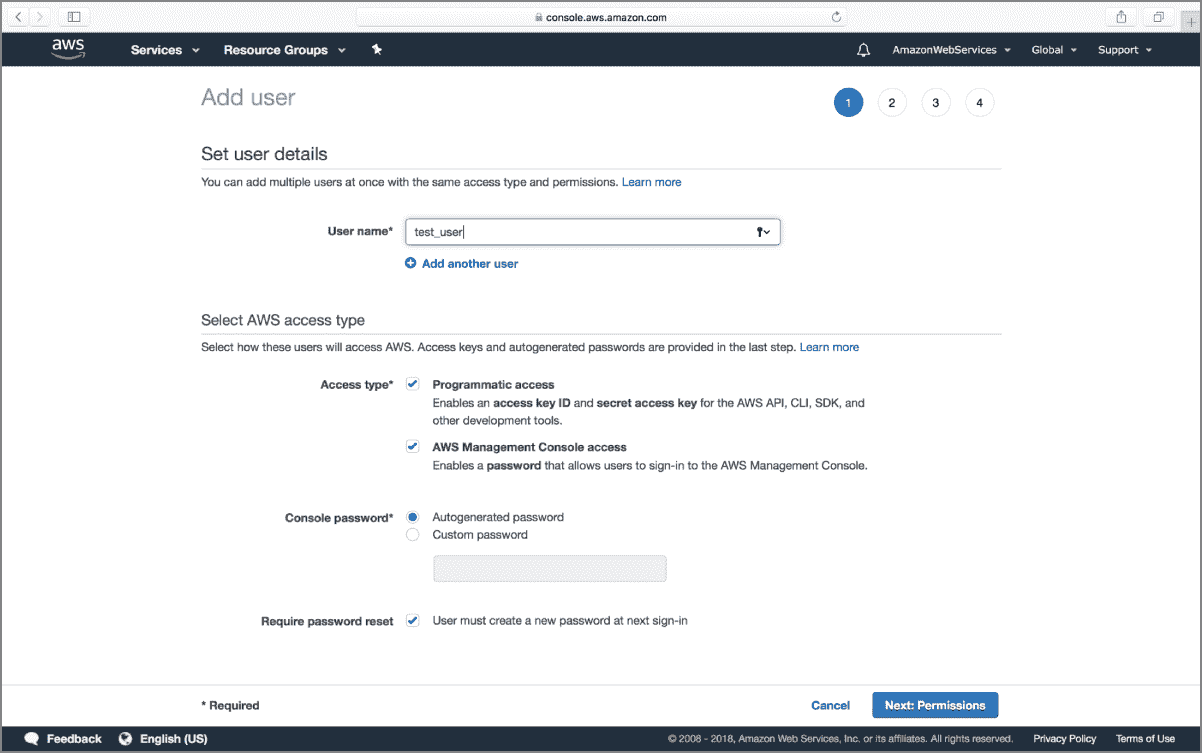 console.aws.amazon.com
aws Services Resource Groups AmazonWebServices Global Support
Add user
1 2 3 4
Set user details
You can add multiple users at once with the same access type and permissions. Learn more
User name* test_user
Add another user
Select AWS access type
Select how these users will access AWS. Access keys and autogenerated passwords are provided in the last step. Learn more
Access type* Programmatic access
Enables an access key ID and secret access key for the AWS API, CLI, SDK, and
other development tools.
AWS Management Console access
Enables a password that allows users to sign-in to the AWS Management Console.
Console password* Autogenerated password
Custom password
Require password reset User must create a new password at next sign-in
* Required Cancel Next: Permissions
Feedback English (US) © 2008 - 2018, Amazon Web Services, Inc. or its affiliates. All rights reserved. Privacy Policy Terms of Use